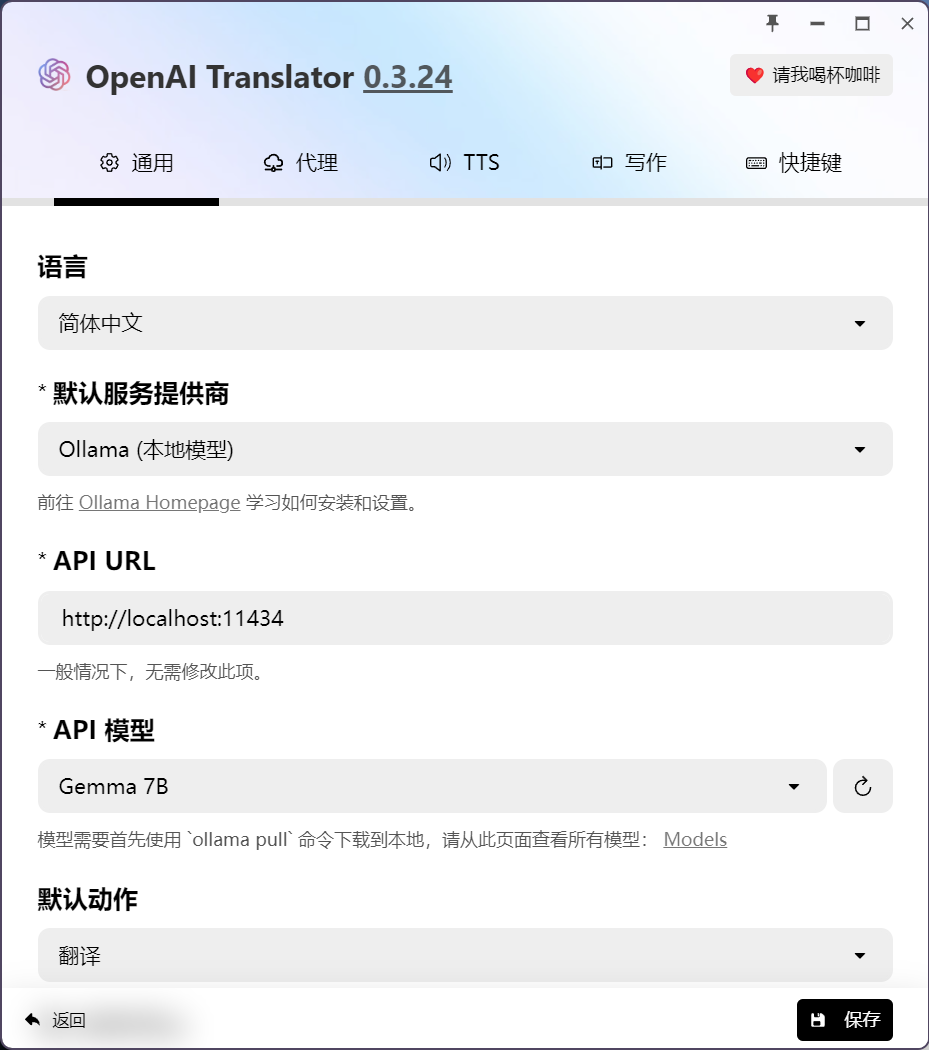 OpenAI Translator 0.3.24
请我喝杯咖啡
通用 代理 TTS 写作 快捷键
语言
简体中文
* 默认服务提供商
Ollama (本地模型)
前往 Ollama Homepage 学习如何安装和设置。
* API URL
http://localhost:11434
一般情况下，无需修改此项。
* API 模型
Gemma 7B
模型需要首先使用 `ollama pull` 命令下载到本地，请从此页面查看所有模型： Models
默认动作
翻译
返回
保存